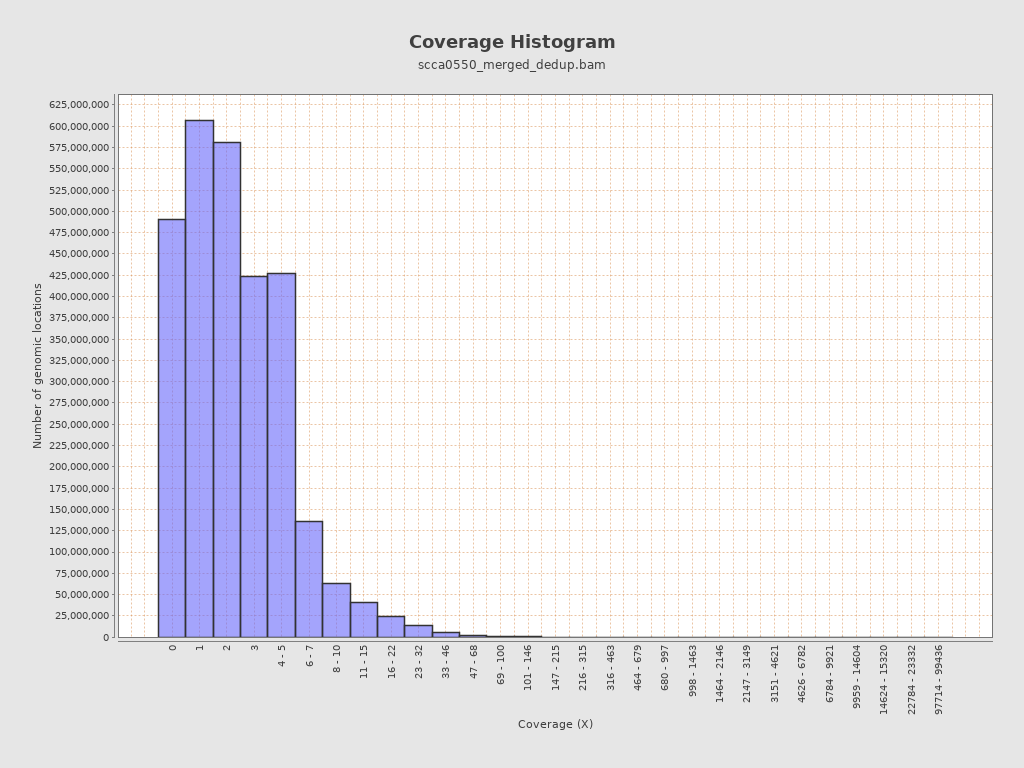 Coverage Histogram
scca0550_merged_dedup.bam
Number of genomic locations
625,000,000
600,000,000
575,000,000
550,000,000
525,000,000
500,000,000
475,000,000
450,000,000
425,000,000
400,000,000
375,000,000
350,000,000
325,000,000
300,000,000
275,000,000
250,000,000
225,000,000
200,000,000
175,000,000
150,000,000
125,000,000
100,000,000
75,000,000
50,000,000
25,000,000
0
0
1
2
3
4 - 5
6 - 7
8 - 10
11 - 15
16 - 22
23 - 32
33 - 46
47 - 68
69 - 100
101 - 146
147 - 215
216 - 315
316 - 463
464 - 679
680 - 997
998 - 1463
1464 - 2146
2147 - 3149
3151 - 4621
4626 - 6782
6784 - 9921
9959 - 14604
14624 - 15320
22784 - 23332
97714 - 99436
Coverage (X)